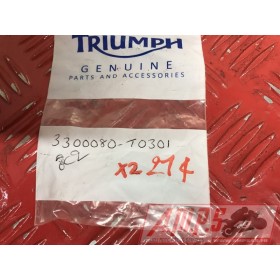 TRIUMPH
GENUINE
PARTS AND ACCESSORIES
3300080-T0301
x2 214